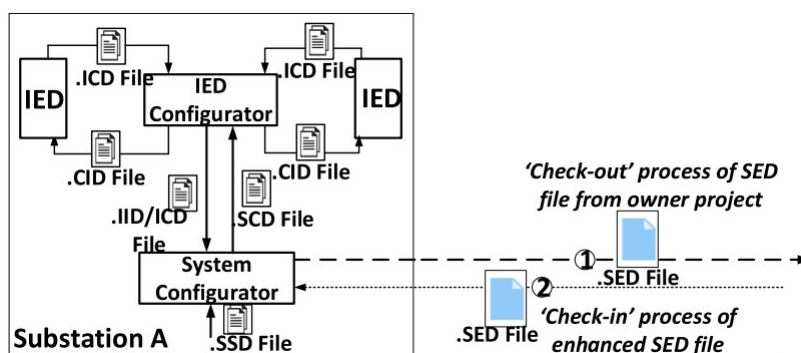 .ICD File
.ICD File
IED
IED
Configurator
IED
.CID File
.CID File
.IID/ICD
File
.SCD File
'Check-out' process of SED
file from owner project
1
.SED File
System
Configurator
2
.SED File
'Check-in' process of
enhanced SED file
.SSD File
Substation A